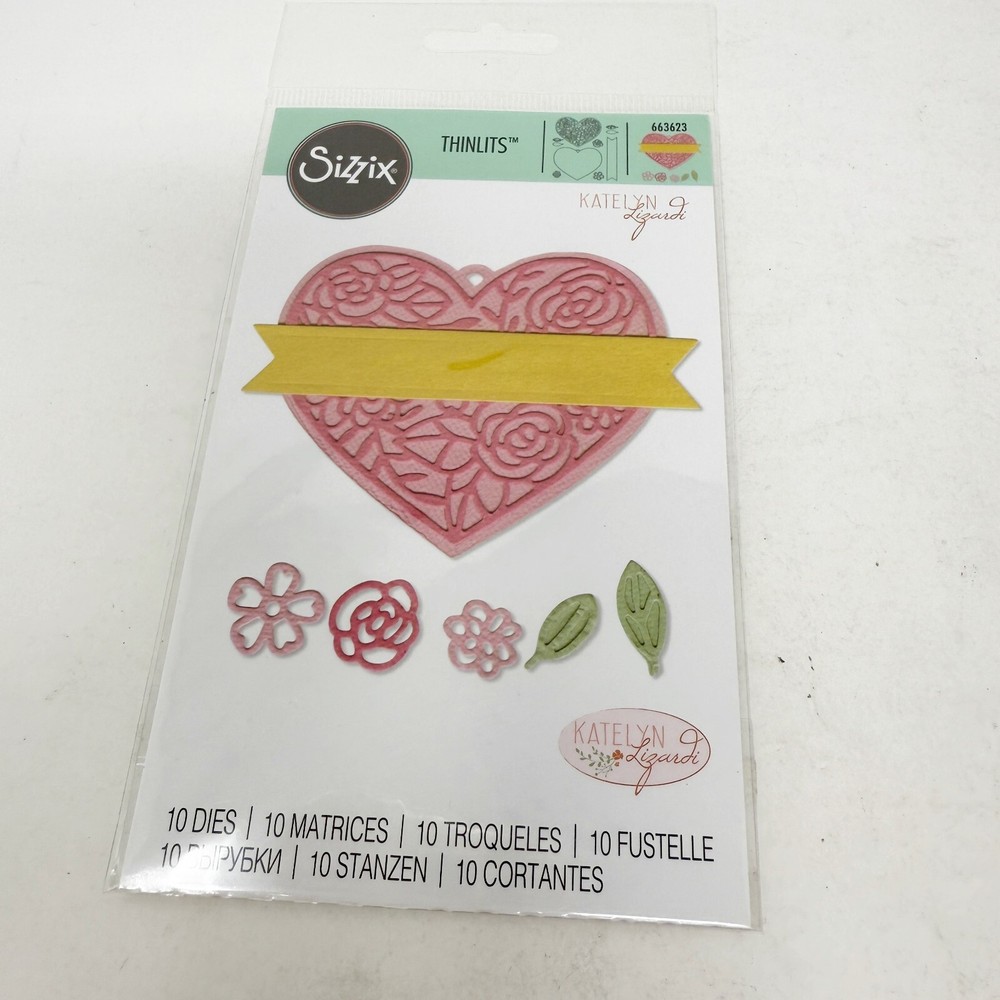 Sizzix®
THINLITS™
663623
KATELYN
Lizardi
KATELYN
Lizardi
10 DIES | 10 MATRICES | 10 TROQUELES | 10 FUSTELLE
10 ВЫРУБКИ | 10 STANZEN | 10 CORTANTES